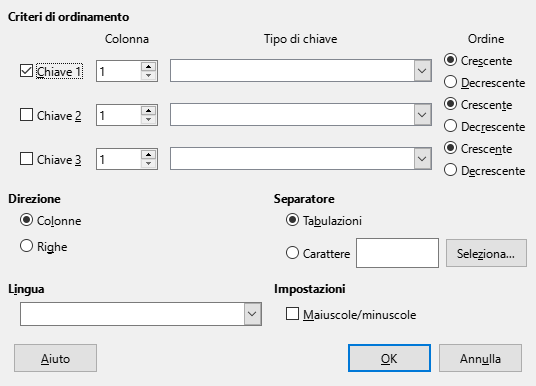 Criteri di ordinamento
Colonna Tipo di chiave Ordine
Chiave 1 1 Crescente
Decrescente
Chiave 2 1 Crescente
Decrescente
Chiave 3 1 Crescente
Decrescente
Direzione Separatore
Colonne Tabulazioni
Righe Carattere Seleziona...
Lingua Impostazioni
Maiuscole/minuscole
Aiuto OK Annulla